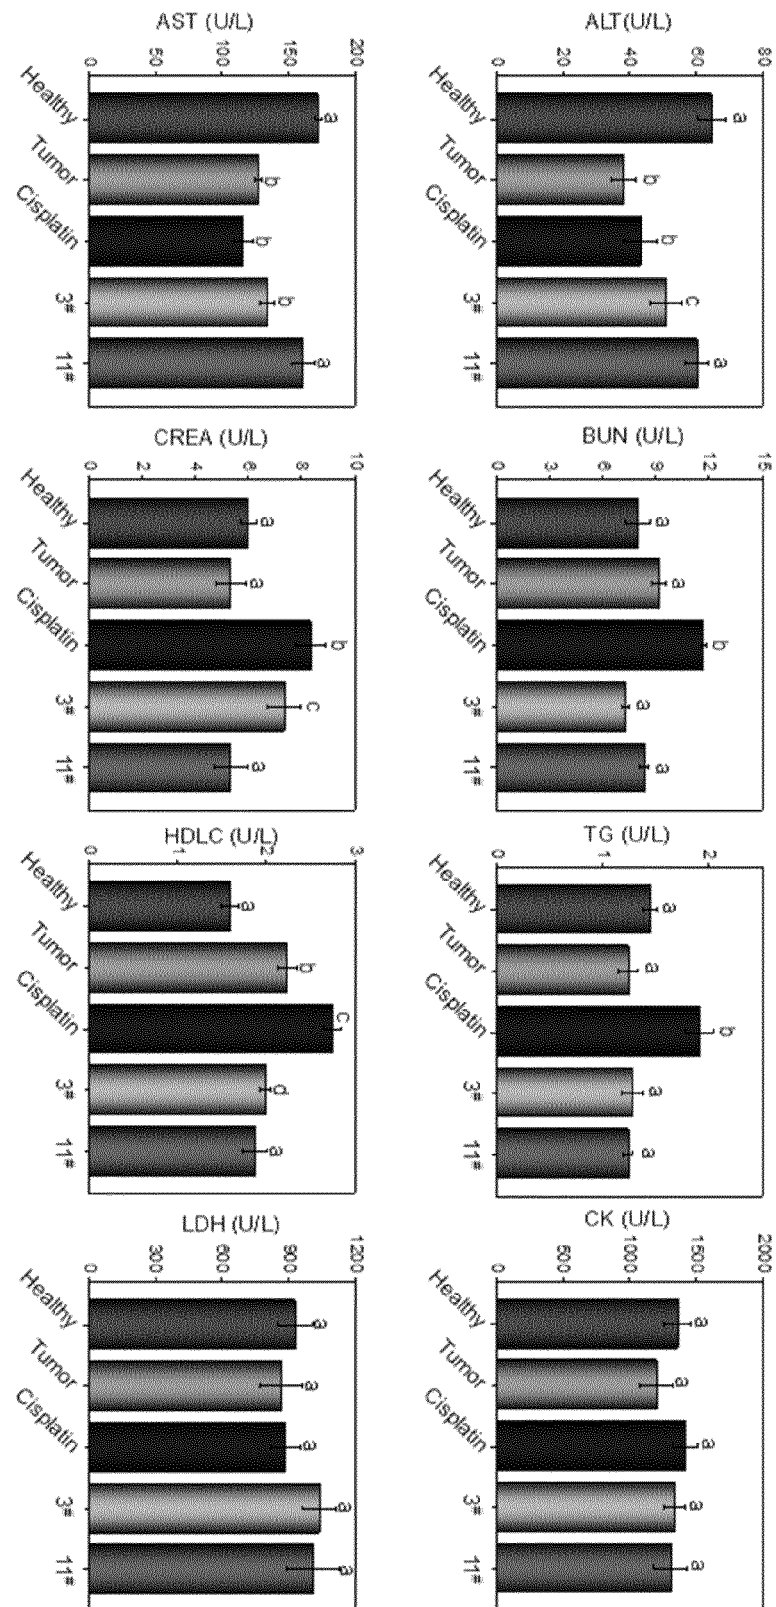 ALT(U/L)
80
60
40
20
0
a
b
b
c
a
Healthy
Tumor
Cisplatin
3#
11#
BUN (U/L)
15
12
9
6
3
0
a
a
b
a
a
Healthy
Tumor
Cisplatin
3#
11#
TG (U/L)
2
1
0
a
a
b
a
a
Healthy
Tumor
Cisplatin
3#
11#
CK (U/L)
2000
1500
1000
500
0
a
a
a
a
a
Healthy
Tumor
Cisplatin
3#
11#
AST (U/L)
200
150
100
50
0
a
b
b
b
a
Healthy
Tumor
Cisplatin
3#
11#
CREA (U/L)
10
8
6
4
2
0
a
a
b
c
a
Healthy
Tumor
Cisplatin
3#
11#
HDLC (U/L)
3
2
1
0
a
b
c
d
a
Healthy
Tumor
Cisplatin
3#
11#
LDH (U/L)
1200
900
600
300
0
a
a
a
a
a
Healthy
Tumor
Cisplatin
3#
11#